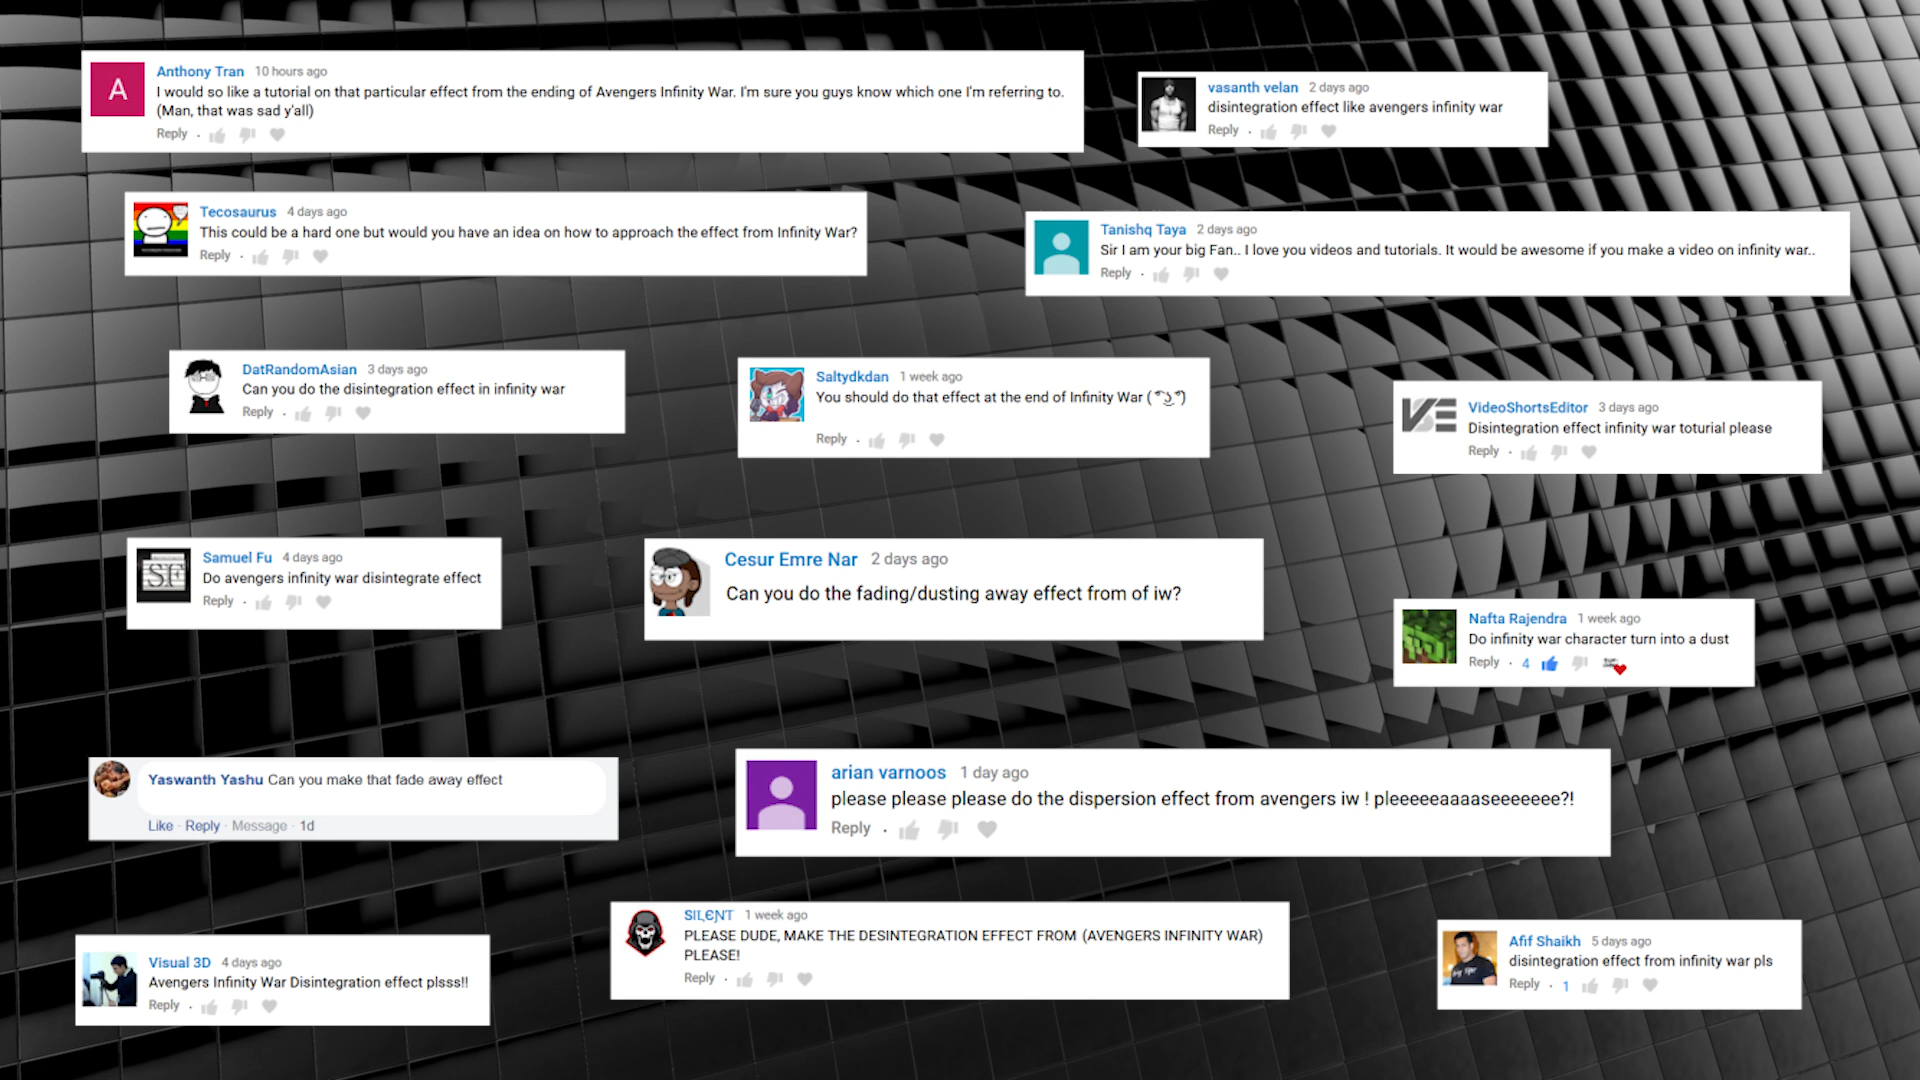 A
Anthony Tran 10 hours ago
I would so like a tutorial on that particular effect from the ending of Avengers Infinity War. I'm sure you guys know which one I'm referring to.
(Man, that was sad y'all)
Reply
vasanth velan 2 days ago
disintegration effect like avengers infinity war
Reply
Tecosaurus 4 days ago
This could be a hard one but would you have an idea on how to approach the effect from Infinity War?
Reply
Tanishq Taya 2 days ago
Sir I am your big Fan.. I love you videos and tutorials. It would be awesome if you make a video on infinity war..
Reply
DatRandomAsian 3 days ago
Can you do the disintegration effect in infinity war
Reply
Saltydkdan 1 week ago
You should do that effect at the end of Infinity War ( ͡° ͜ʖ ͡°)
Reply
VSE
VideoShortsEditor 3 days ago
Disintegration effect infinity war toturial please
Reply
SF
Samuel Fu 4 days ago
Do avengers infinity war disintegrate effect
Reply
Cesur Emre Nar 2 days ago
Can you do the fading/dusting away effect from of iw?
Nafta Rajendra 1 week ago
Do infinity war character turn into a dust
Reply · 4
Yaswanth Yashu Can you make that fade away effect
Like · Reply · Message · 1d
arian varnoos 1 day ago
please please please do the dispersion effect from avengers iw ! pleeeeeaaaaseeeeeee?!
Reply
SILENT 1 week ago
PLEASE DUDE, MAKE THE DESINTEGRATION EFFECT FROM (AVENGERS INFINITY WAR)
PLEASE!
Reply
Visual 3D 4 days ago
Avengers Infinity War Disintegration effect plsss!!
Reply
Afif Shaikh 5 days ago
disintegration effect from infinity war pls
Reply · 1